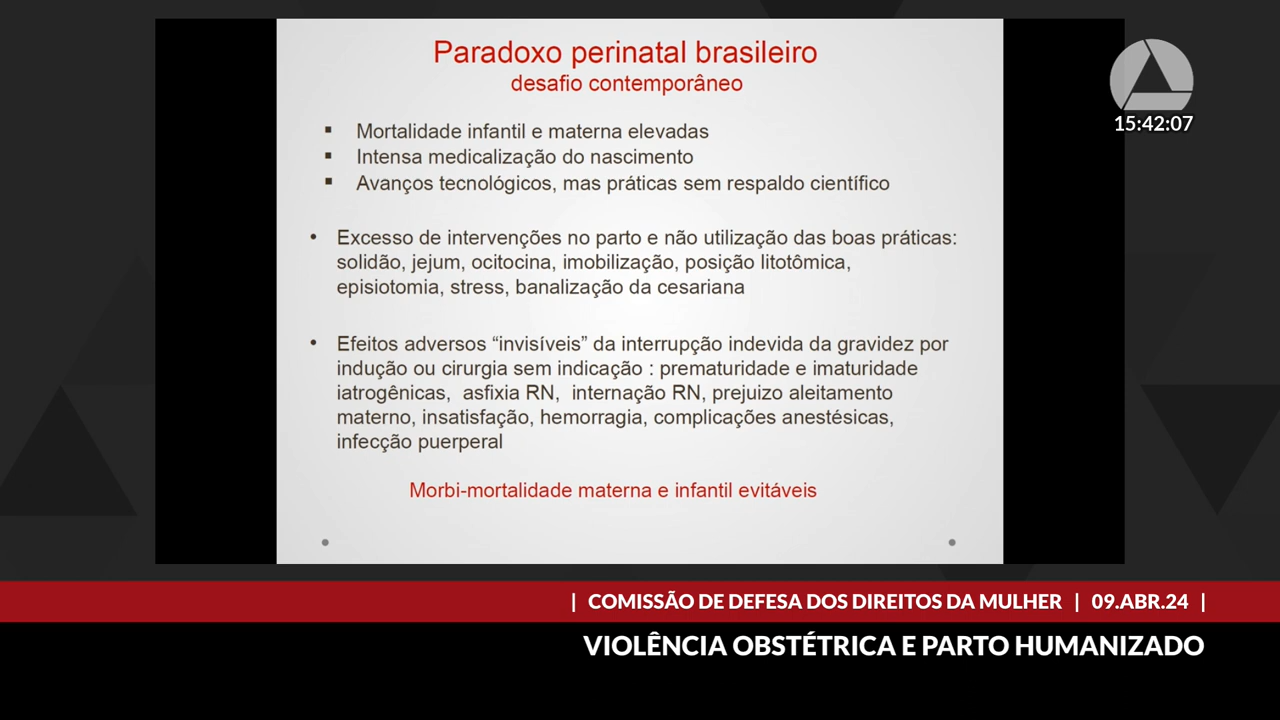 Paradoxo perinatal brasileiro
desafio contemporâneo
▪ Mortalidade infantil e materna elevadas
▪ Intensa medicalização do nascimento
▪ Avanços tecnológicos, mas práticas sem respaldo científico
• Excesso de intervenções no parto e não utilização das boas práticas:
solidão, jejum, ocitocina, imobilização, posição litotômica,
episiotomia, stress, banalização da cesariana
• Efeitos adversos “invisíveis” da interrupção indevida da gravidez por
indução ou cirurgia sem indicação : prematuridade e imaturidade
iatrogênicas, asfixia RN, internação RN, prejuizo aleitamento
materno, insatisfação, hemorragia, complicações anestésicas,
infecção puerperal
Morbi-mortalidade materna e infantil evitáveis
15:42:07
| COMISSÃO DE DEFESA DOS DIREITOS DA MULHER | 09.ABR.24 |
VIOLÊNCIA OBSTÉTRICA E PARTO HUMANIZADO